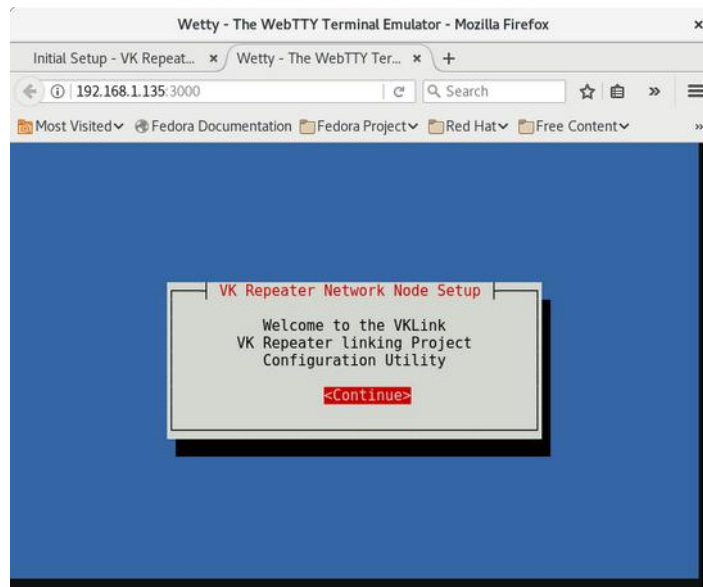 Wetty - The WebTTY Terminal Emulator - Mozilla Firefox
Initial Setup - VK Repeat...
Wetty - The WebTTY Ter...
192.168.1.135:3000
Search
Most Visited
Fedora Documentation
Fedora Project
Red Hat
Free Content
VK Repeater Network Node Setup
Welcome to the VKLink
VK Repeater linking Project
Configuration Utility
<Continue>